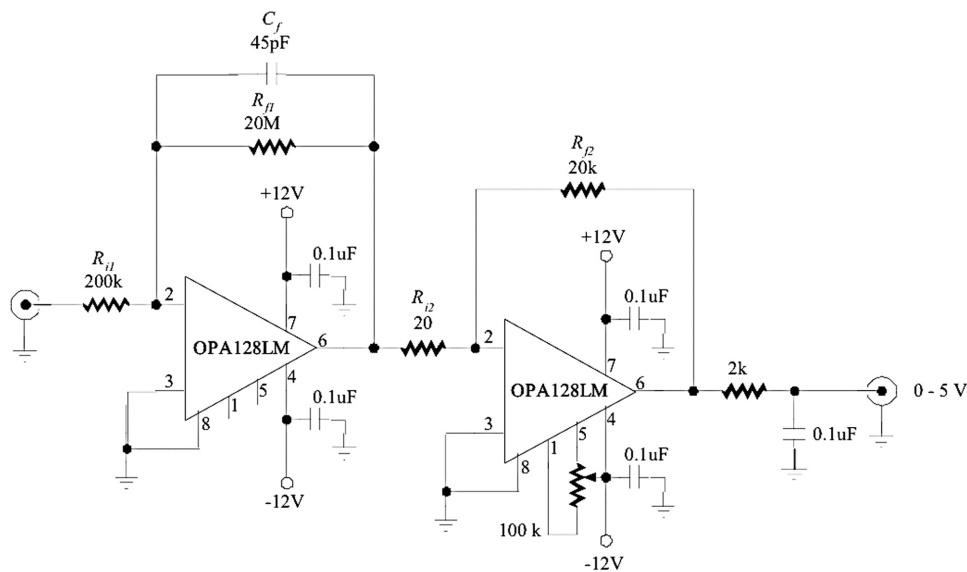 C_f
45pF
R_f1
20M
+12V
0.1uF
R_i1
200k
2
7
OPA128LM
6
3
8
1
5
4
0.1uF
-12V
R_i2
20
R_f2
20k
+12V
0.1uF
2
7
OPA128LM
6
3
8
1
5
4
0.1uF
100 k
-12V
2k
0.1uF
0 - 5 V